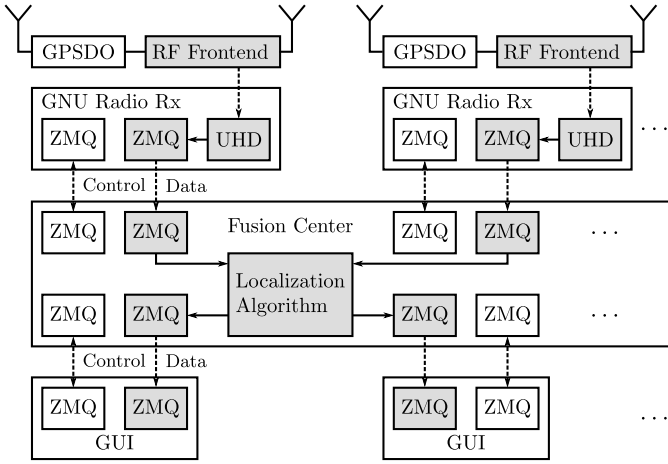 GPSDO RF Frontend GPSDO RF Frontend
GNU Radio Rx GNU Radio Rx
ZMQ ZMQ UHD ZMQ ZMQ UHD ...
Control Data
ZMQ ZMQ Fusion Center ZMQ ZMQ ...
Localization
Algorithm
ZMQ ZMQ ZMQ ZMQ ...
Control Data
ZMQ ZMQ ZMQ ZMQ ...
GUI GUI